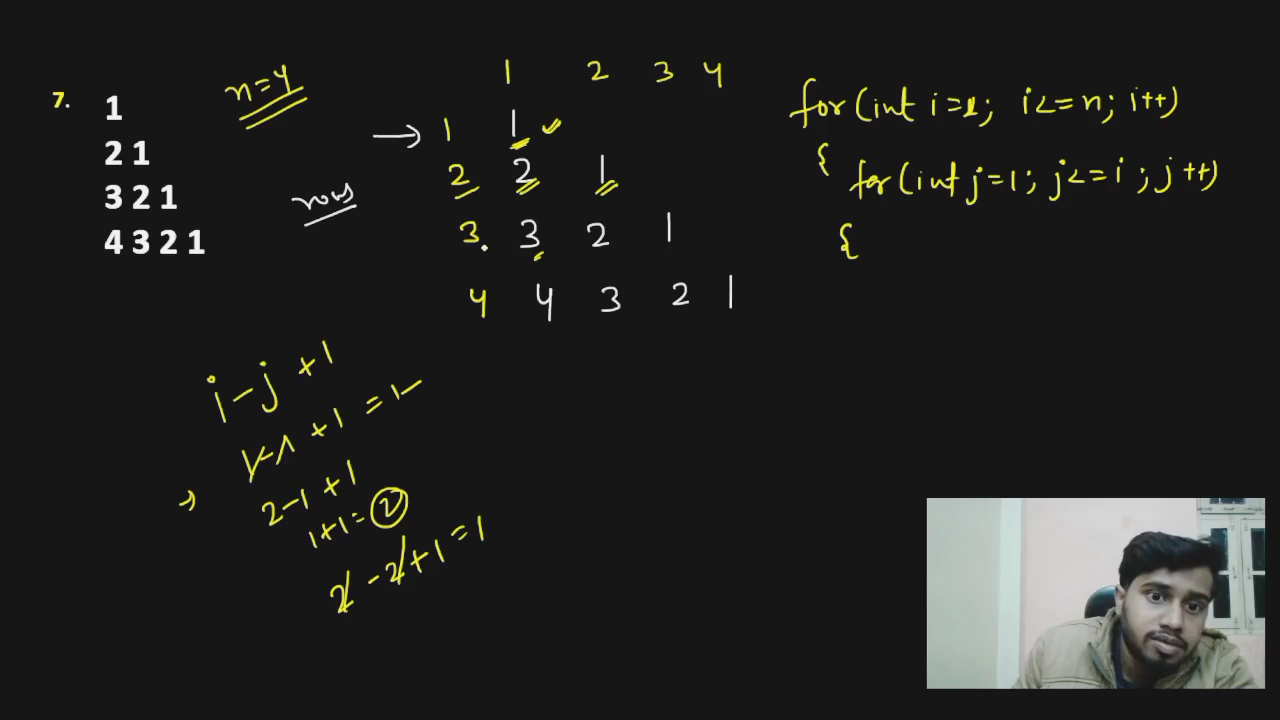 7.
1
2 1
3 2 1
4 3 2 1
n=4
rows
1 2 3 4
→ 1 1
2 2 1
3 3 2 1
4 4 3 2 1
for(int i=1; i<=n; i++)
{
for(int j=1; j<=i; j++)
{
i-j+1
1-1+1=1
→ 2-1+1
1+1=2
2-2+1=1